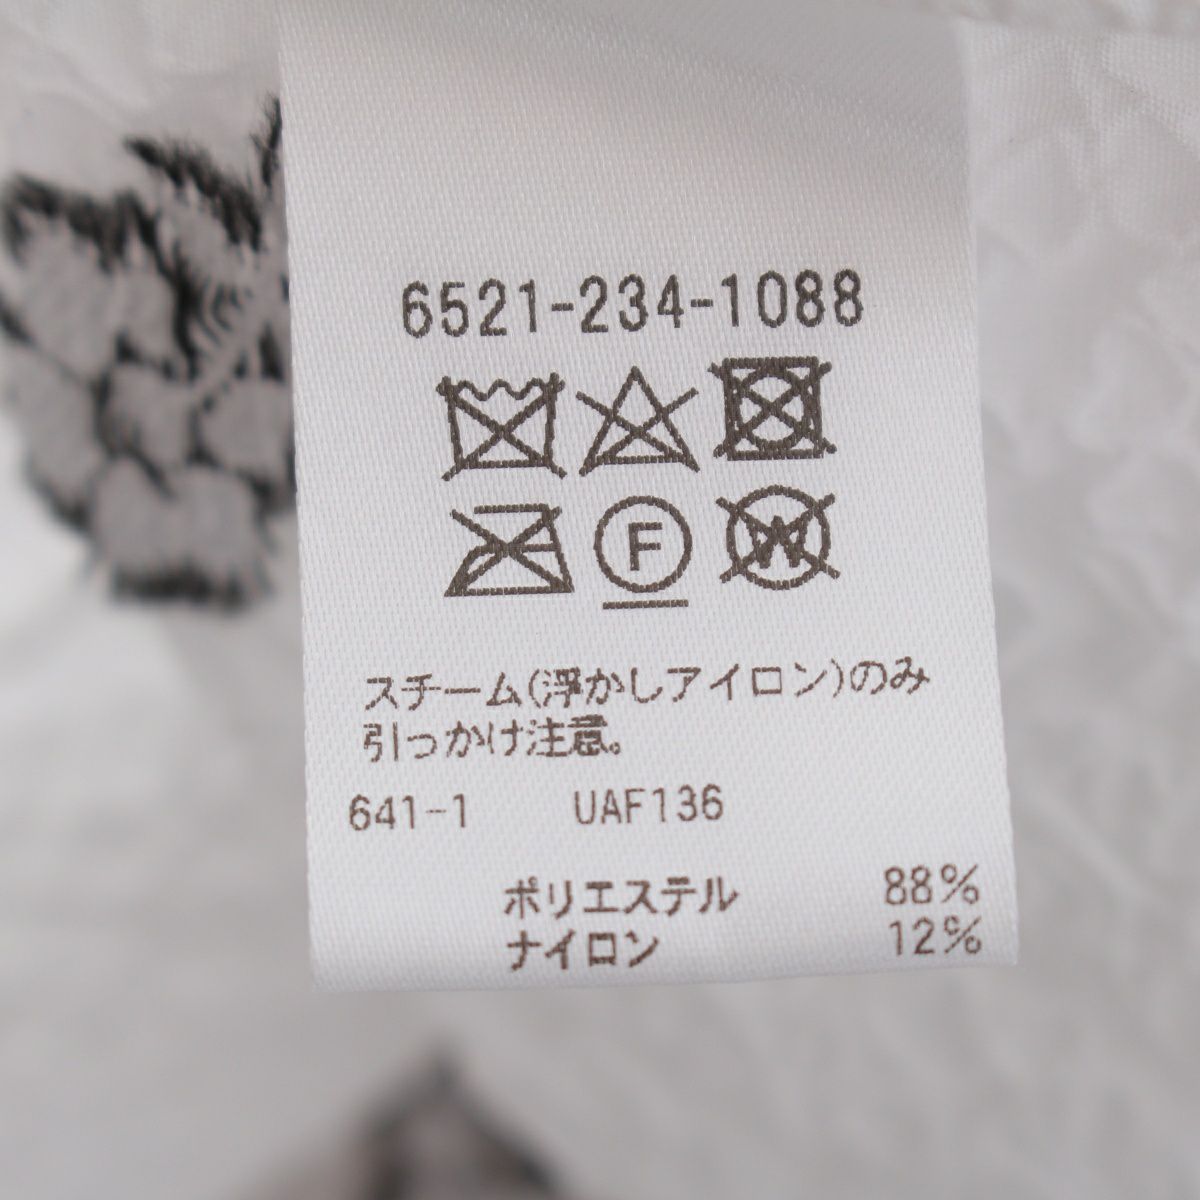 6521-234-1088
F W
スチーム(浮かしアイロン)のみ
引っかけ注意。
641-1 UAF136
ポリエステル 88%
ナイロン 12%